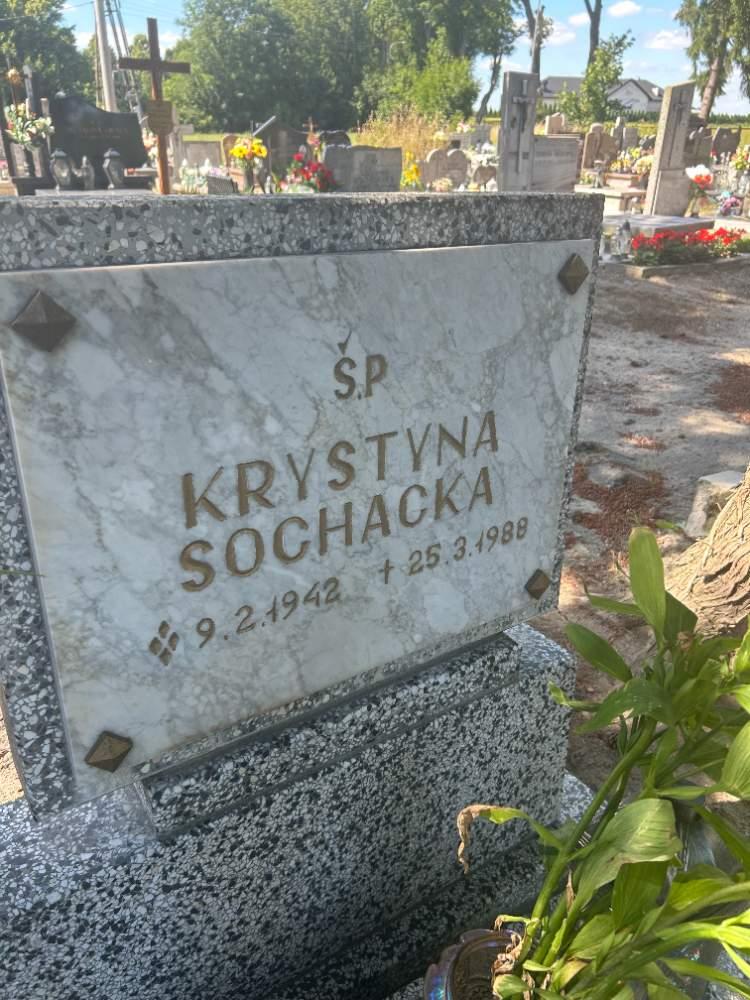 Ś.P
KRYSTYNA
SOCHACKA
9.2.1942 † 25.3.1988